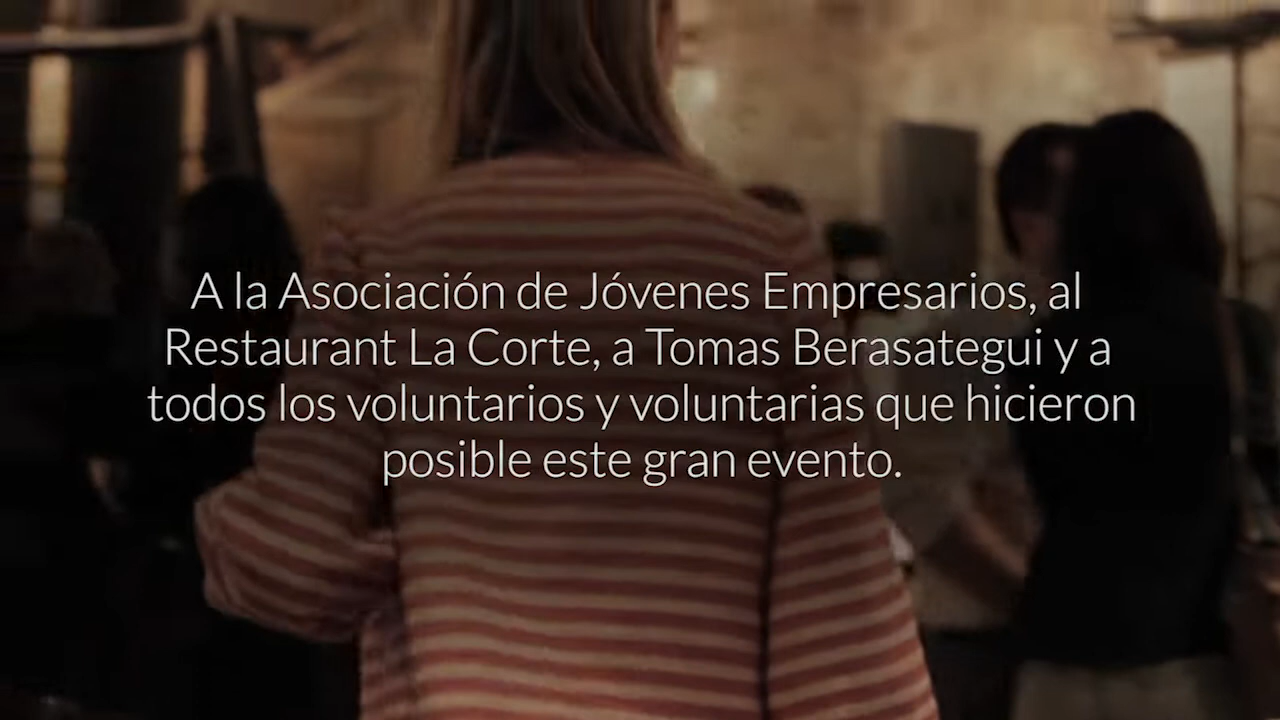 A la Asociación de Jóvenes Empresarios, al
Restaurant La Corte, a Tomas Berasategui y a
todos los voluntarios y voluntarias que hicieron
posible este gran evento.